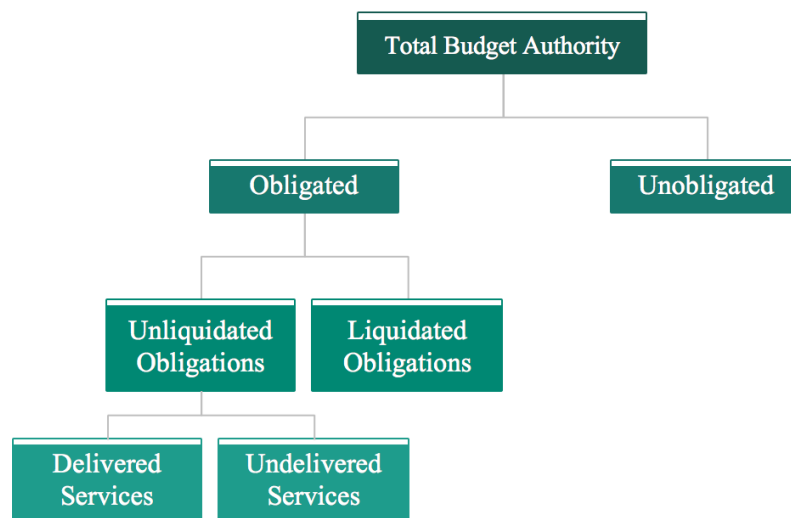 Total Budget Authority
Obligated
Unobligated
Unliquidated
Obligations
Liquidated
Obligations
Delivered
Services
Undelivered
Services